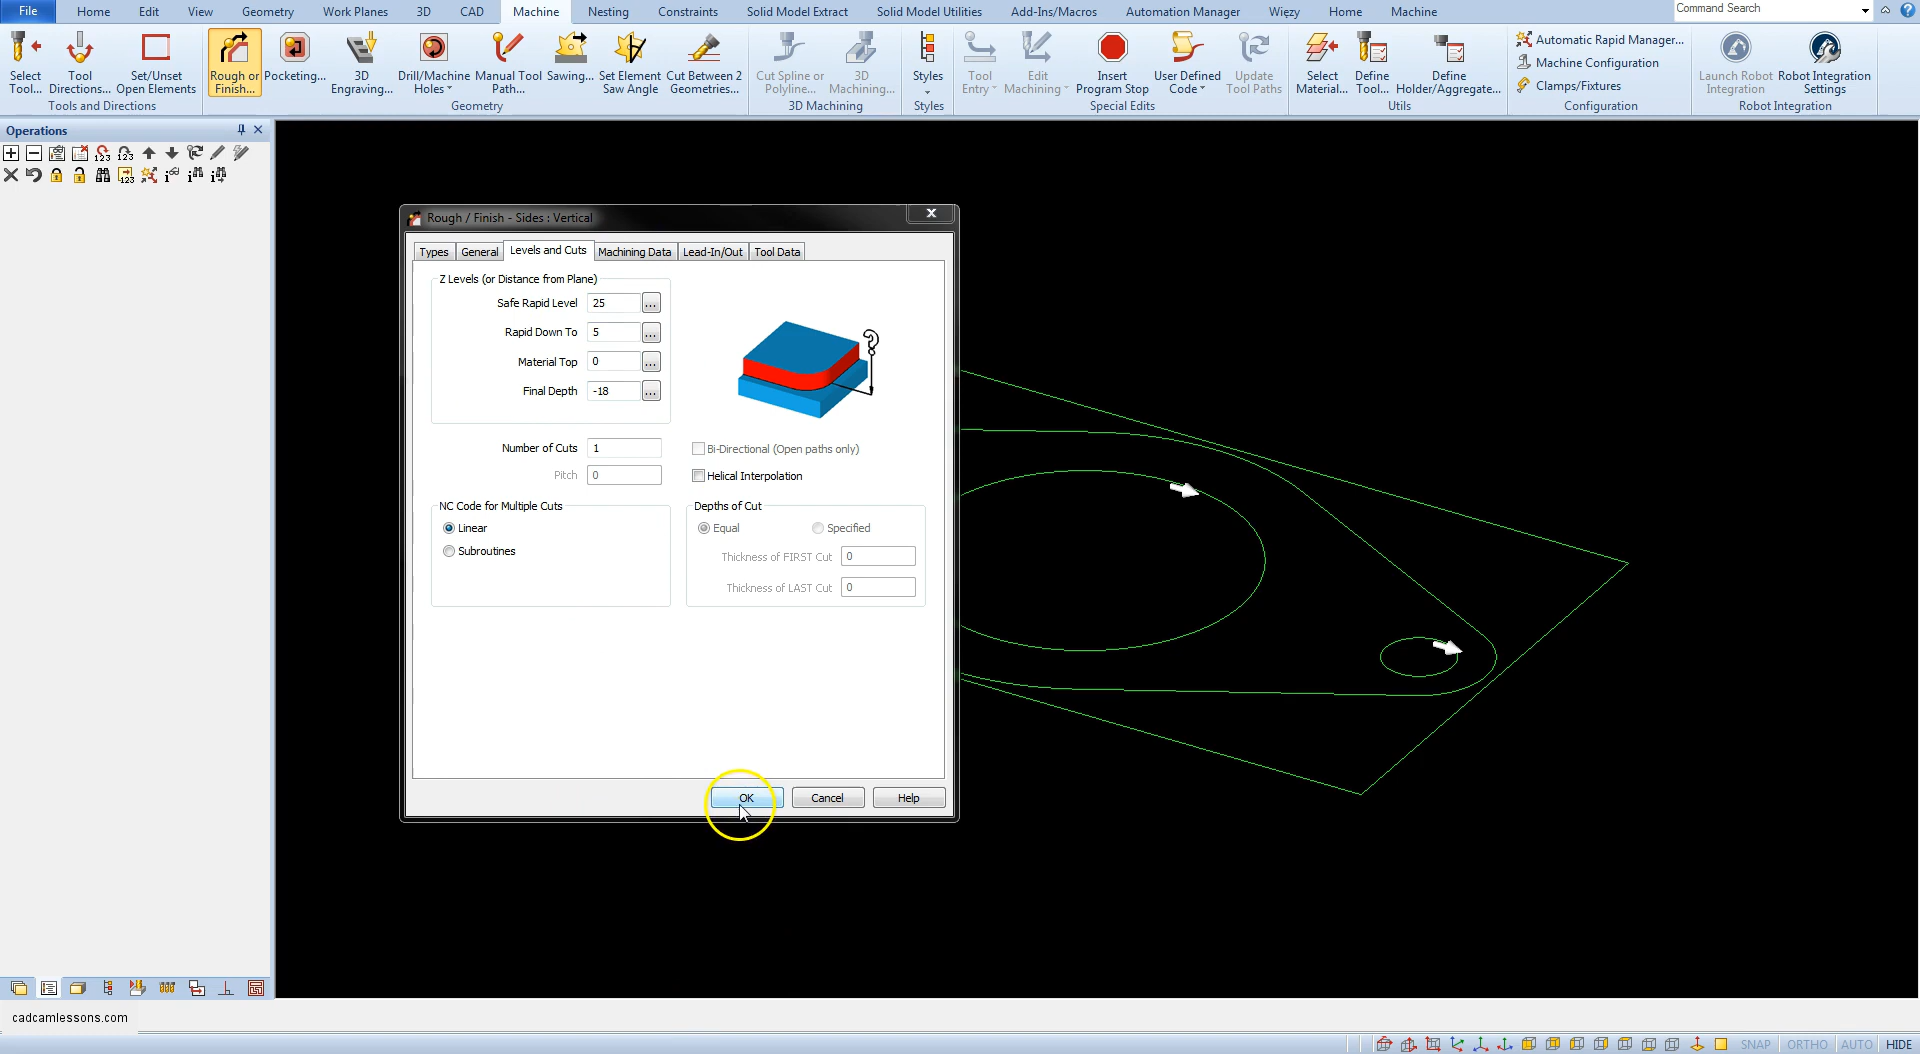 File Home Edit View Geometry Work Planes 3D CAD Machine Nesting Constraints Solid Model Extract Solid Model Utilities Add-Ins/Macros Automation Manager Więzy Home Machine Command Search
Select Tool... Tool Directions... Set/Unset Open Elements
Tools and Directions
Rough or Finish... Pocketing... 3D Engraving... Drill/Machine Holes Manual Tool Path... Sawing... Set Element Saw Angle Cut Between 2 Geometries...
Geometry
Cut Spline or Polyline... 3D Machining...
3D Machining
Styles
Styles
Tool Entry Edit Machining Insert Program Stop User Defined Code Update Tool Paths
Special Edits
Select Material... Define Tool... Define Holder/Aggregate...
Utils
Automatic Rapid Manager...
Machine Configuration
Clamps/Fixtures
Configuration
Launch Robot Integration Robot Integration Settings
Robot Integration
Operations
Rough / Finish - Sides : Vertical
Types General Levels and Cuts Machining Data Lead-In/Out Tool Data
Z Levels (or Distance from Plane)
Safe Rapid Level 25 ...
Rapid Down To 5 ...
Material Top 0 ...
Final Depth -18 ...
Number of Cuts 1
Pitch 0
Bi-Directional (Open paths only)
Helical Interpolation
NC Code for Multiple Cuts
Linear
Subroutines
Depths of Cut
Equal Specified
Thickness of FIRST Cut 0
Thickness of LAST Cut 0
OK Cancel Help
cadcamlessons.com
SNAP ORTHO AUTO HIDE